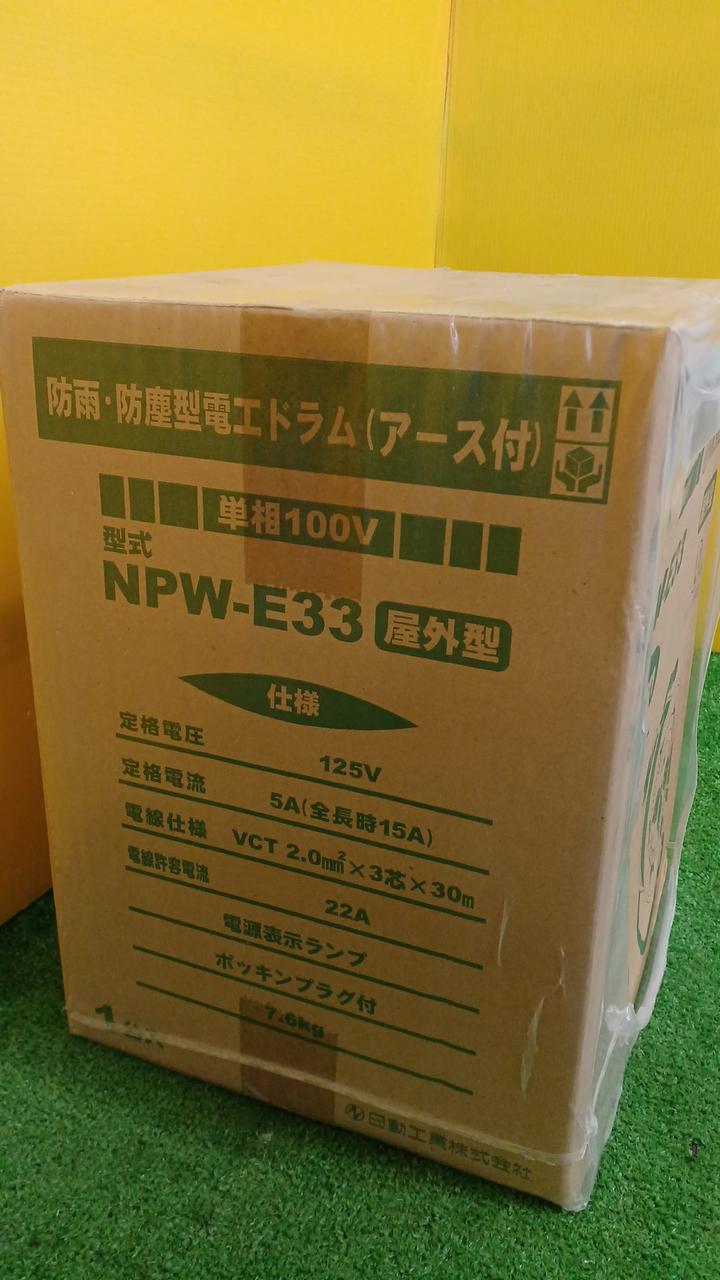 防雨・防塵型電工ドラム(アース付)
単相100V
型式
NPW-E33 屋外型
仕様
定格電圧 125V
定格電流 5A(全長時15A)
電線仕様 VCT 2.0mm²×3芯×30m
電線許容電流 22A
電源表示ランプ
ポッキンプラグ付
7.6kg
1
日動工業株式会社